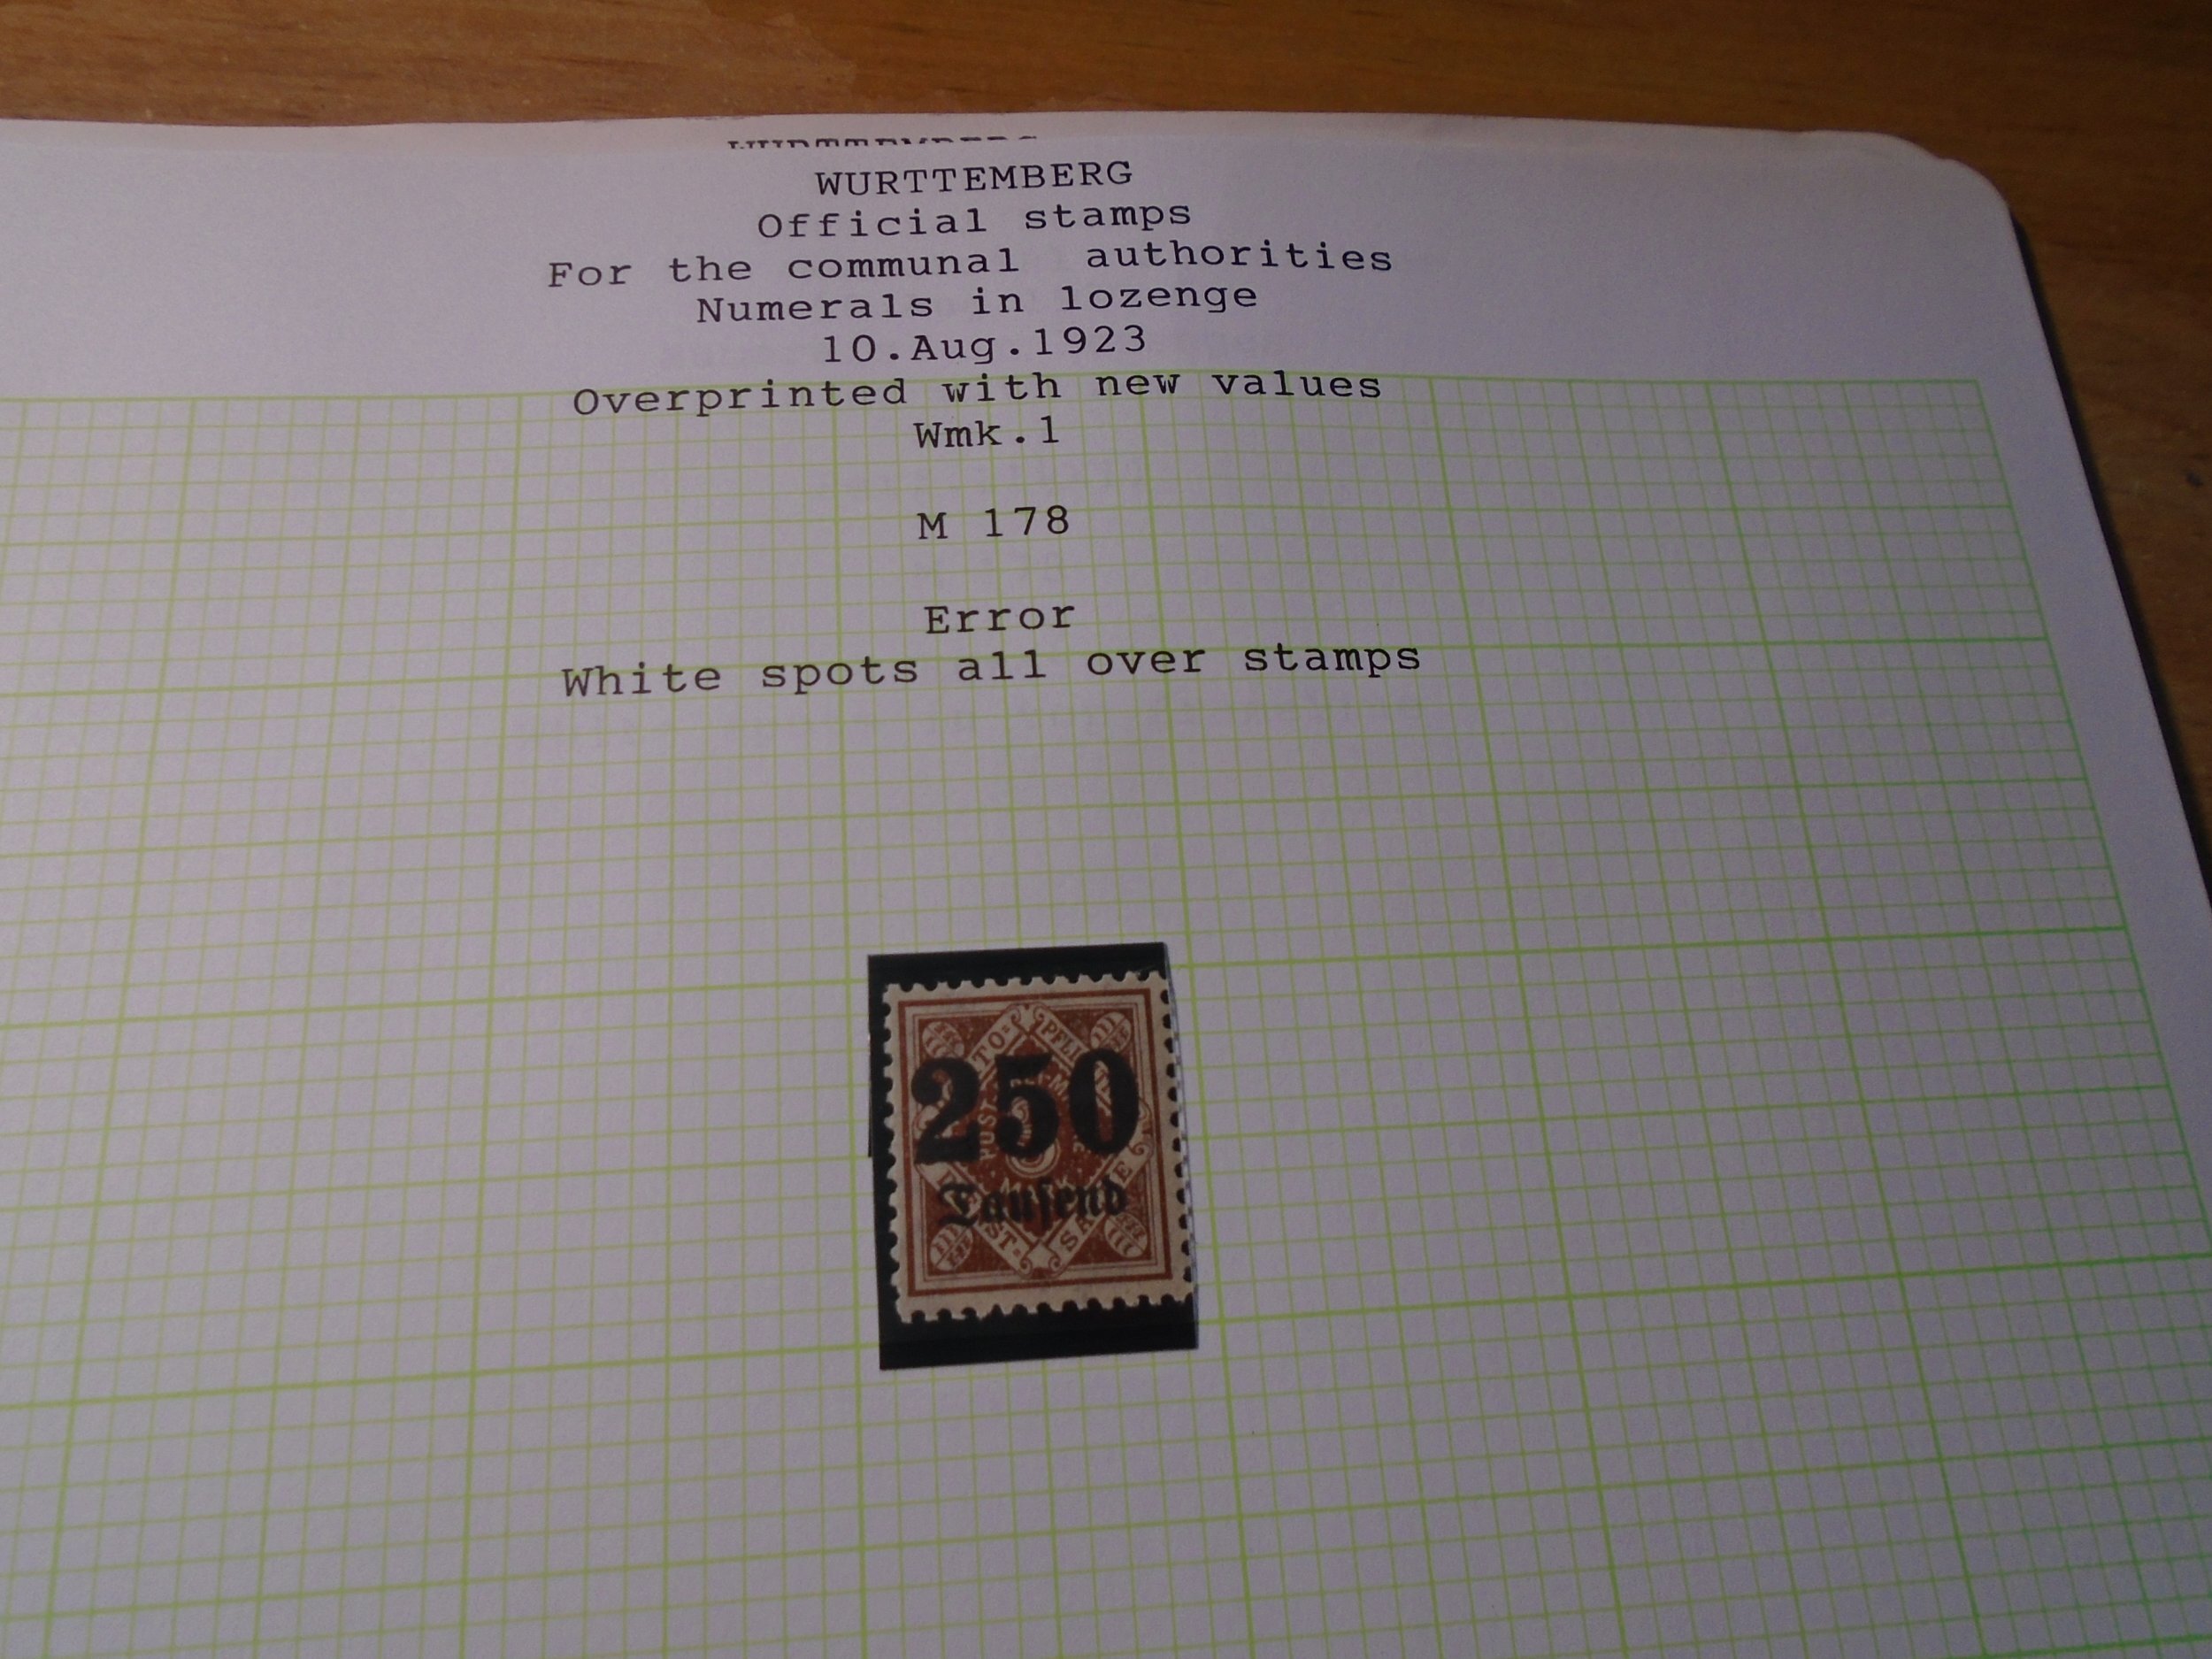 WURTTEMBERG
Official stamps
For the communal authorities
Numerals in lozenge
10.Aug.1923
Overprinted with new values
Wmk.1
M 178
Error
White spots all over stamps
250
Tausend